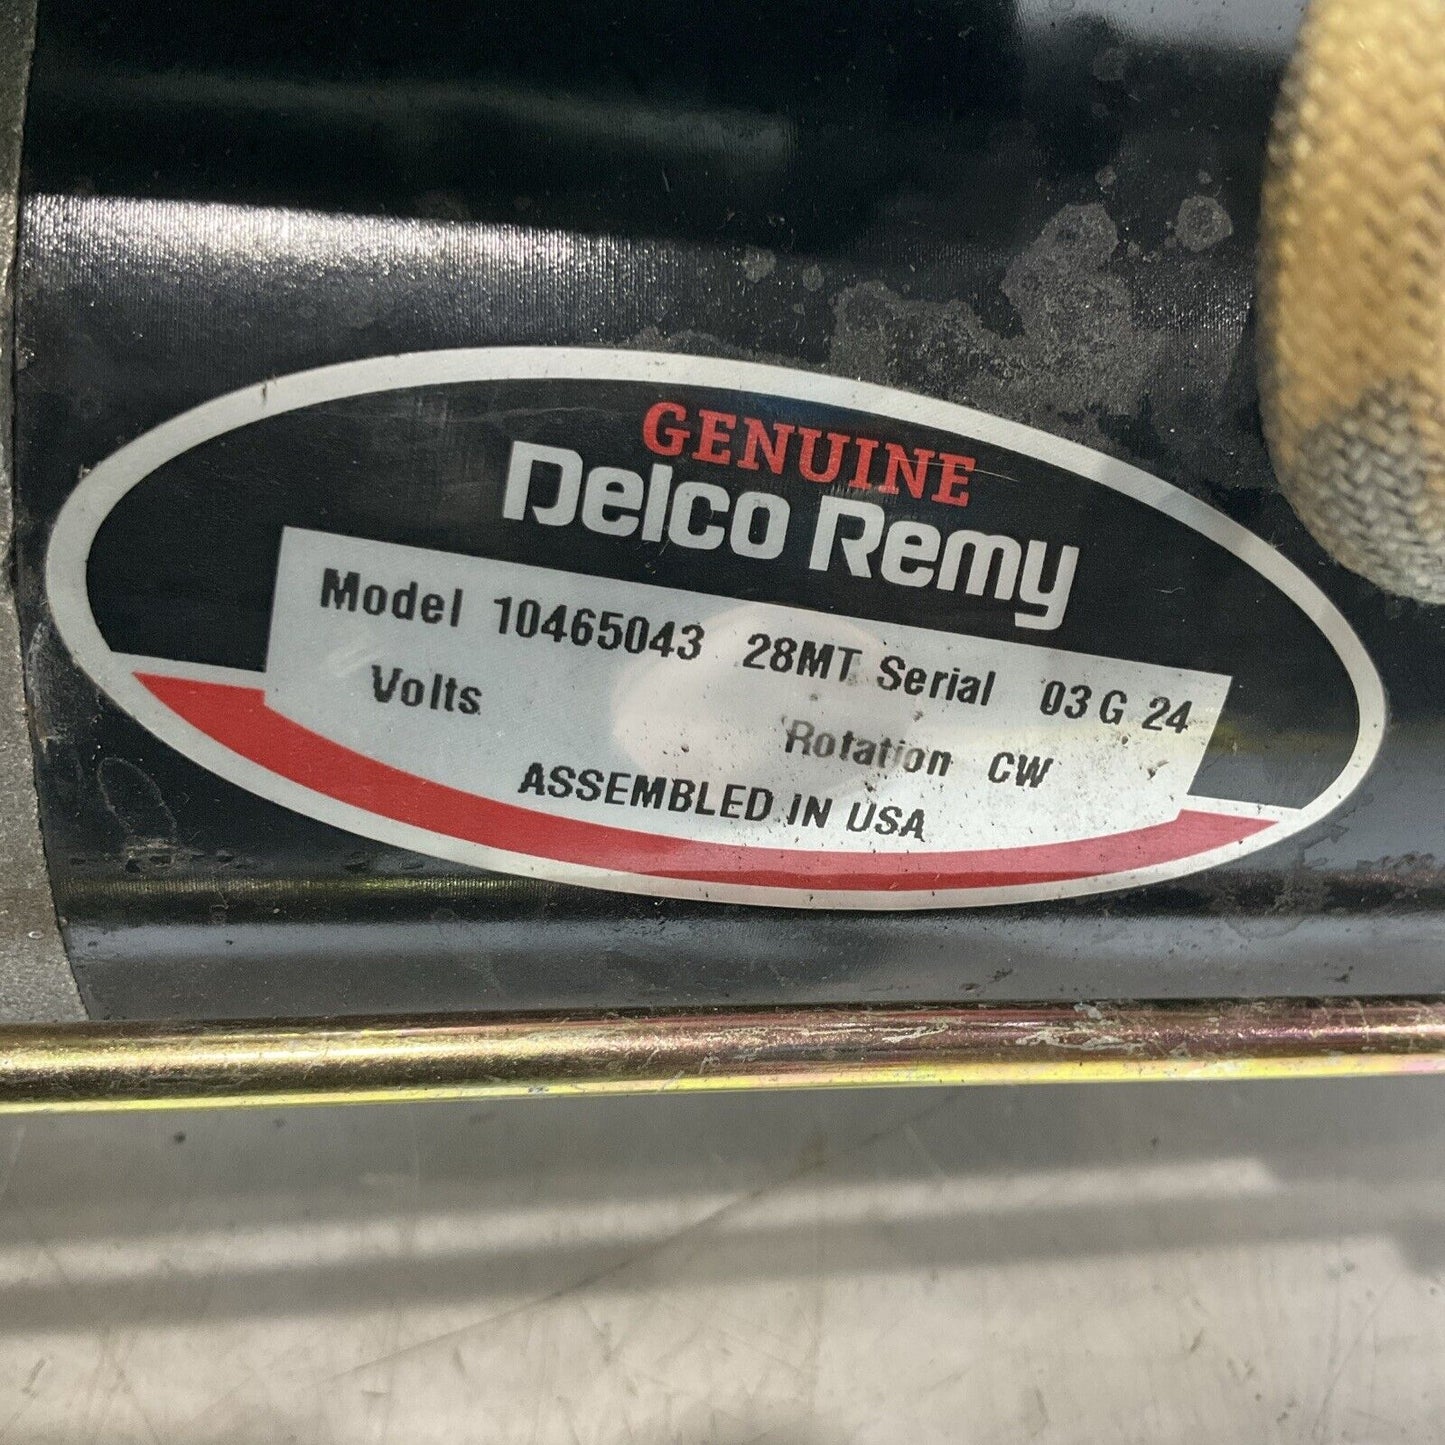 GENUINE
Delco Remy
Model 10465043 28MT Serial 03 G 24
Volts Rotation CW
ASSEMBLED IN USA